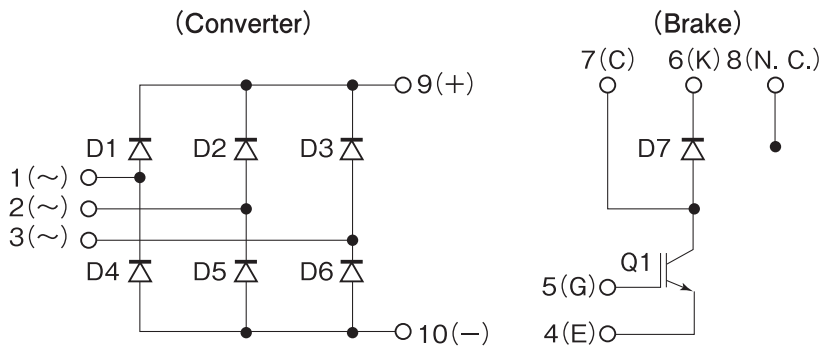 (Converter)
9(+)
D1
D2
D3
1(~)
2(~)
3(~)
D4
D5
D6
10(−)
(Brake)
7(C)
6(K)
8(N. C.)
D7
Q1
5(G)
4(E)